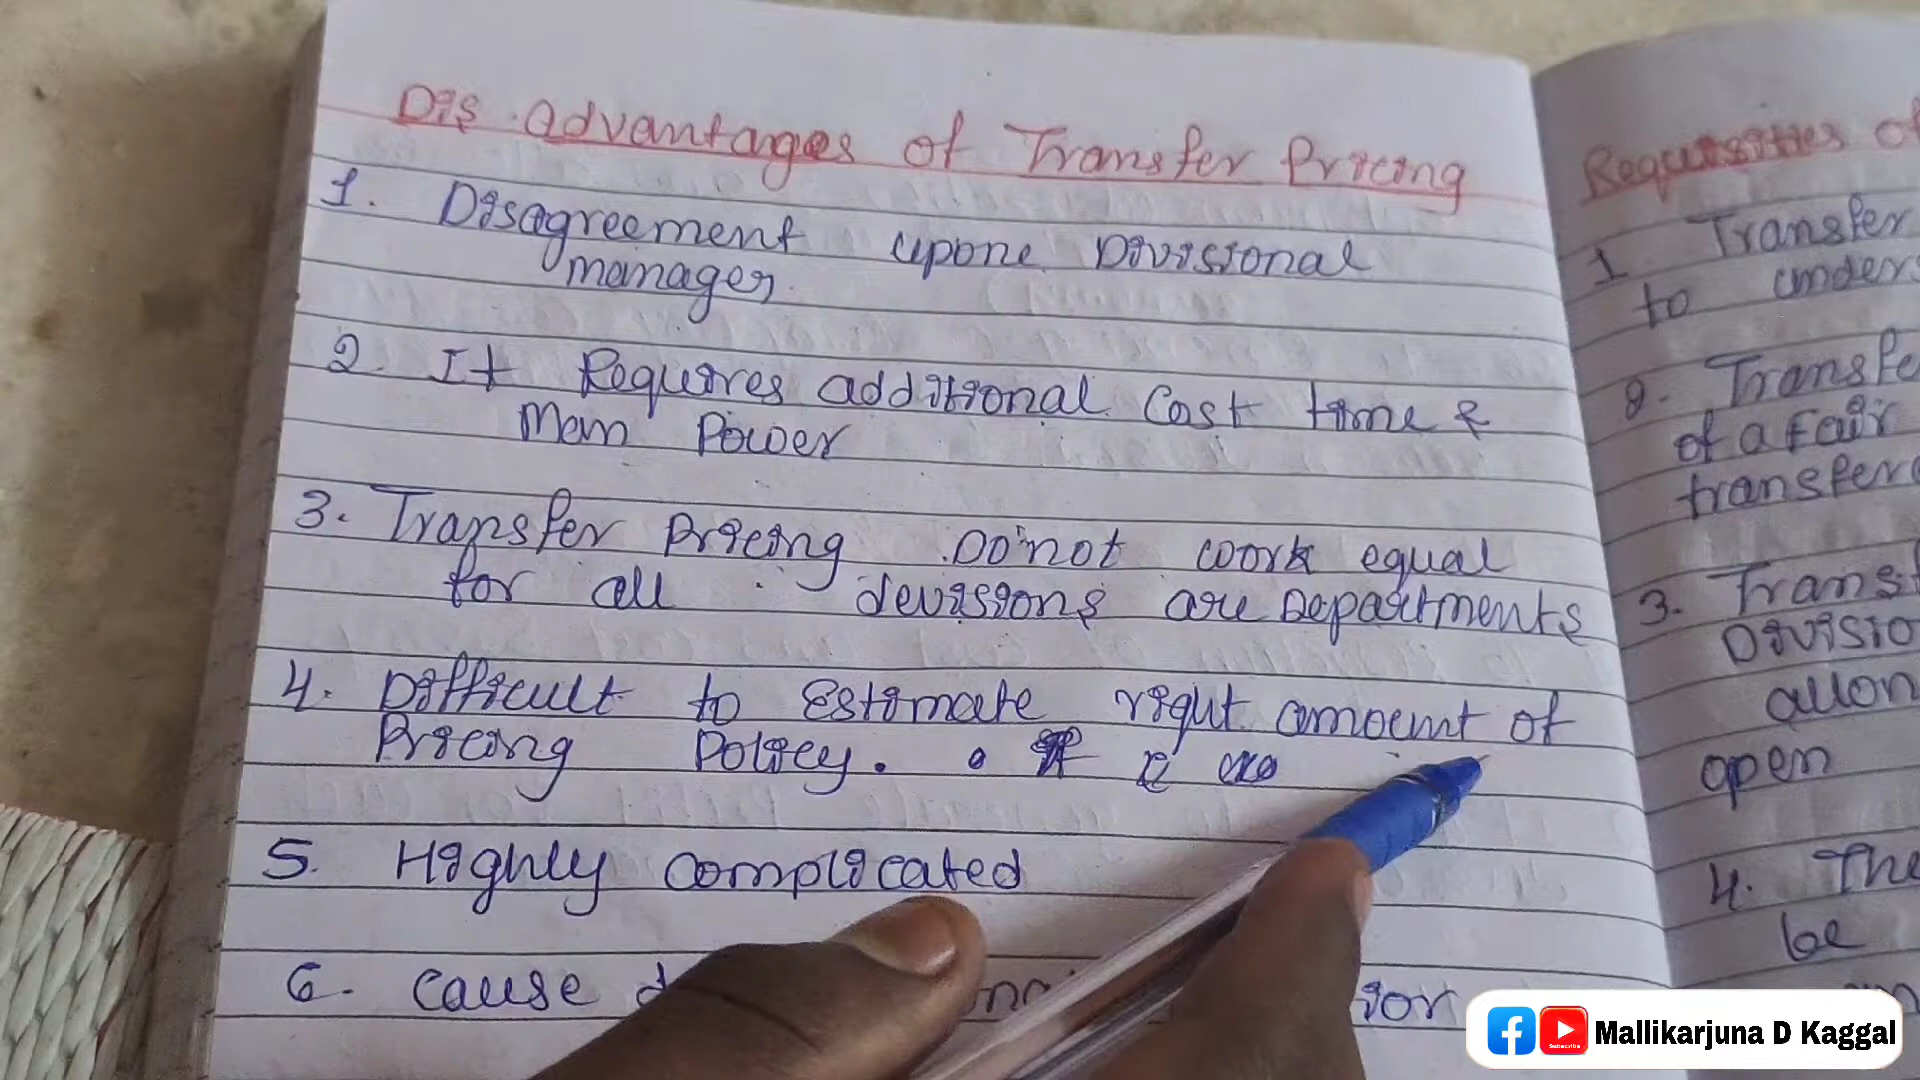 Dis Advantages of Transfer Pricing
1. Disagreement upone Divisional
manager.
2. It Requires additional Cost time &
Man Power
3. Transfer Pricing Do'not work equal
for all devisions are Departments
4. Difficult to Estimate right amount of
Pricing Policy.
5. Highly complicated
6. cause
Requisities of
1 Transfer
to unders
2. Transfe
of a Fair
transfer
3. Transf
Divisio
allon
open
4. The
be
Mallikarjuna D Kaggal
Subscribe